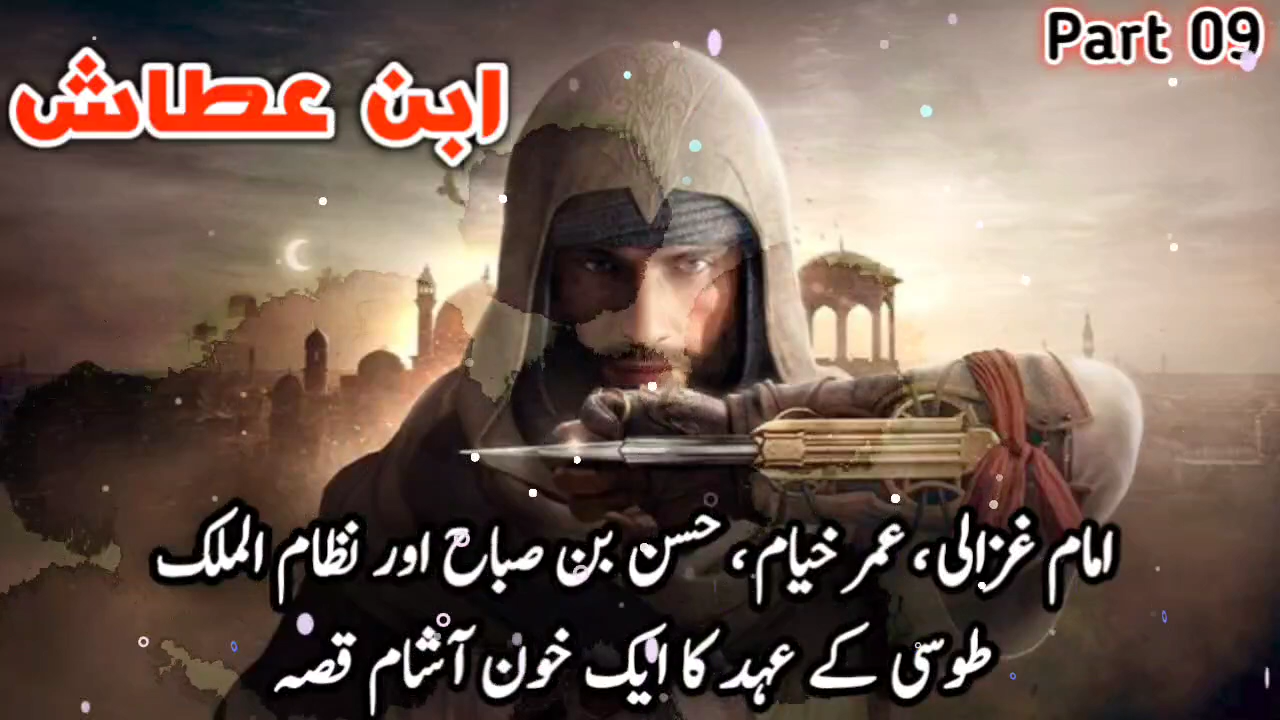 Part 09
ابن عطاش
امام غزالی، عمر خیام، حسن بن صباح اور نظام الملک
طوسی کے عہد کا ایک خون آشام قصہ